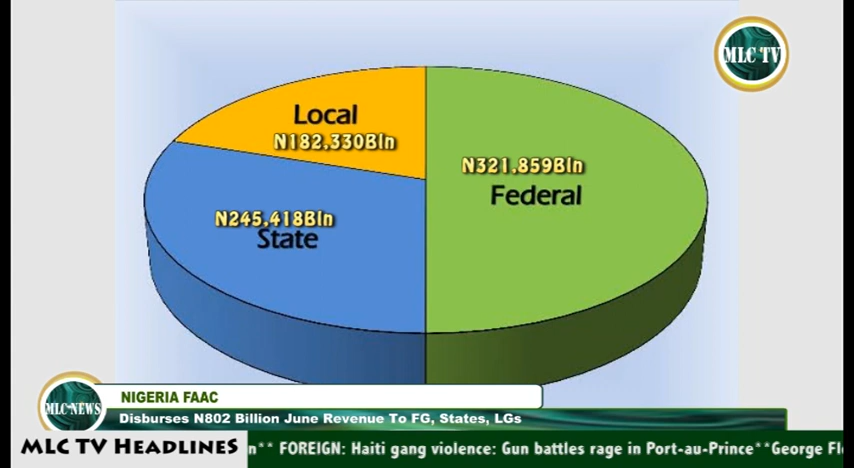 MLC TV
Local
N182,330Bln
N321,859Bln
Federal
N245,418Bln
State
NIGERIA FAAC
MLC NEWS
Disburses N802 Billion June Revenue To FG, States, LGs
MLC TV HEADLINES
n** FOREIGN: Haiti gang violence: Gun battles rage in Port-au-Prince**George Fl